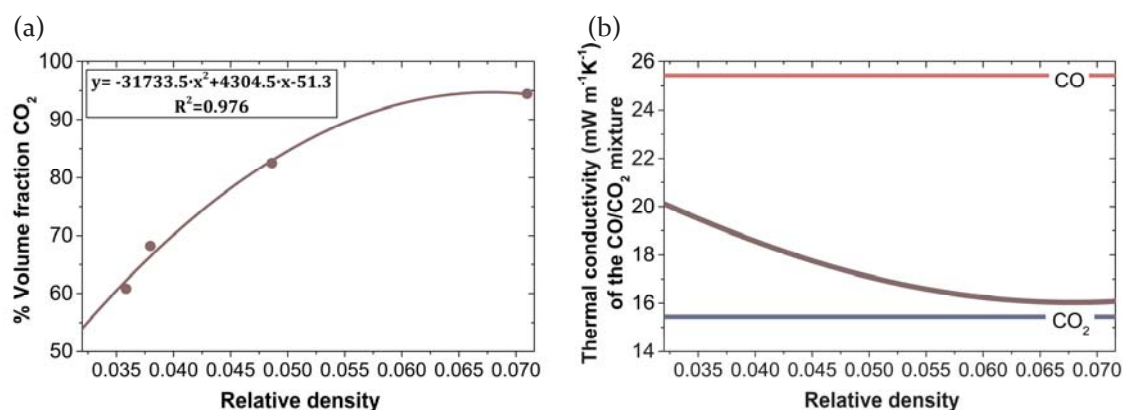 (a)
y= -31733.5·x²+4304.5·x-51.3
R²=0.976
% Volume fraction CO₂
100
90
80
70
60
50
0.035 0.040 0.045 0.050 0.055 0.060 0.065 0.070
Relative density
(b)
Thermal conductivity (mW m⁻¹K⁻¹)
of the CO/CO₂ mixture
26
24
22
20
18
16
14
CO
CO₂
0.035 0.040 0.045 0.050 0.055 0.060 0.065 0.070
Relative density